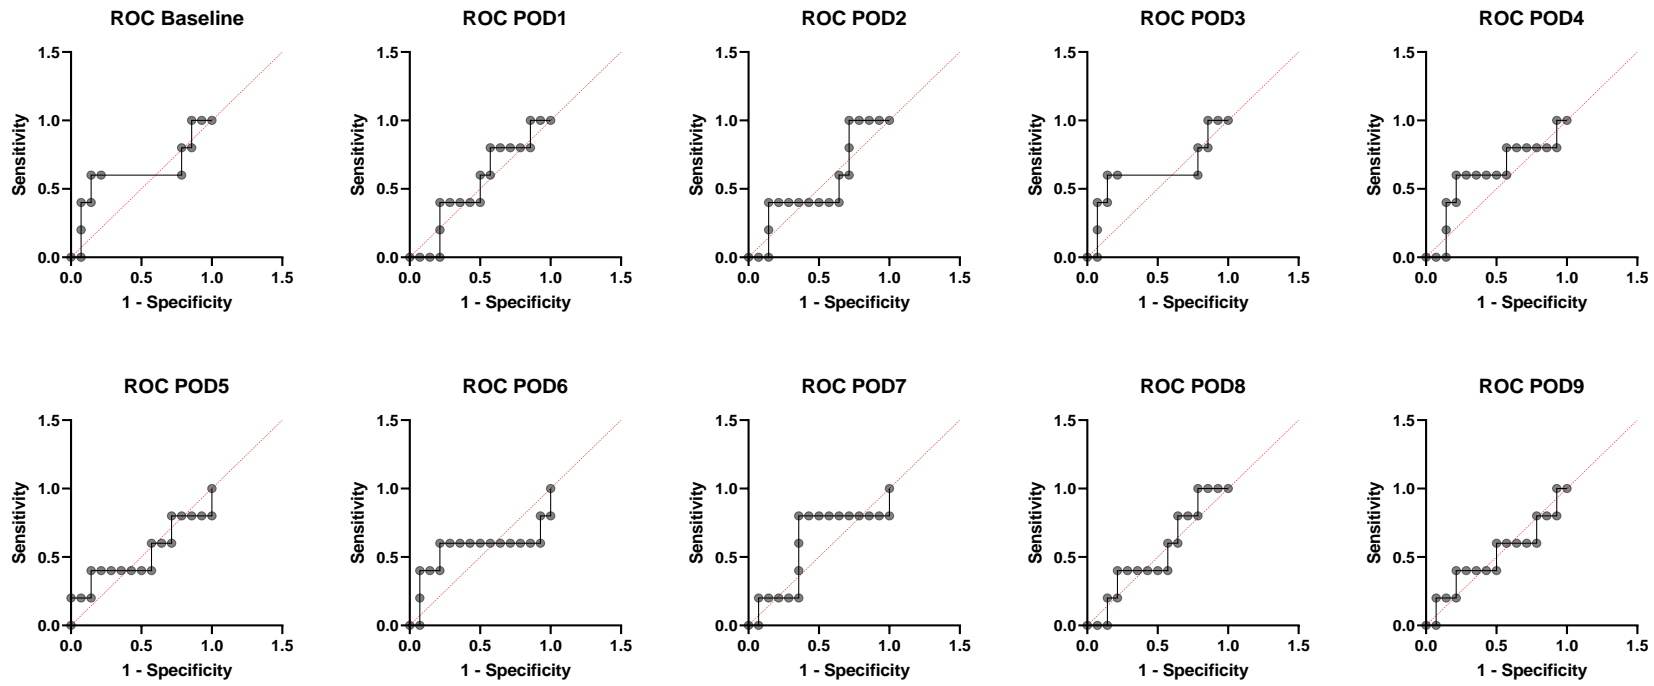 ROC Baseline
1.5
1.0
0.5
0.0
Sensitivity
0.0 0.5 1.0 1.5
1 - Specificity
ROC POD1
1.5
1.0
0.5
0.0
Sensitivity
0.0 0.5 1.0 1.5
1 - Specificity
ROC POD2
1.5
1.0
0.5
0.0
Sensitivity
0.0 0.5 1.0 1.5
1 - Specificity
ROC POD3
1.5
1.0
0.5
0.0
Sensitivity
0.0 0.5 1.0 1.5
1 - Specificity
ROC POD4
1.5
1.0
0.5
0.0
Sensitivity
0.0 0.5 1.0 1.5
1 - Specificity
ROC POD5
1.5
1.0
0.5
0.0
Sensitivity
0.0 0.5 1.0 1.5
1 - Specificity
ROC POD6
1.5
1.0
0.5
0.0
Sensitivity
0.0 0.5 1.0 1.5
1 - Specificity
ROC POD7
1.5
1.0
0.5
0.0
Sensitivity
0.0 0.5 1.0 1.5
1 - Specificity
ROC POD8
1.5
1.0
0.5
0.0
Sensitivity
0.0 0.5 1.0 1.5
1 - Specificity
ROC POD9
1.5
1.0
0.5
0.0
Sensitivity
0.0 0.5 1.0 1.5
1 - Specificity